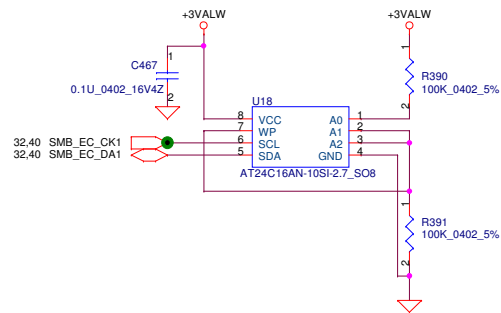 +3VALW
+3VALW
1
C467
0.1U_0402_16V4Z
2
1
R390
100K_0402_5%
2
U18
8 VCC A0 1
7 WP A1 2
32,40 SMB_EC_CK1 6 SCL A2 3
32,40 SMB_EC_DA1 5 SDA GND 4
AT24C16AN-10SI-2.7_SO8
1
R391
100K_0402_5%
2